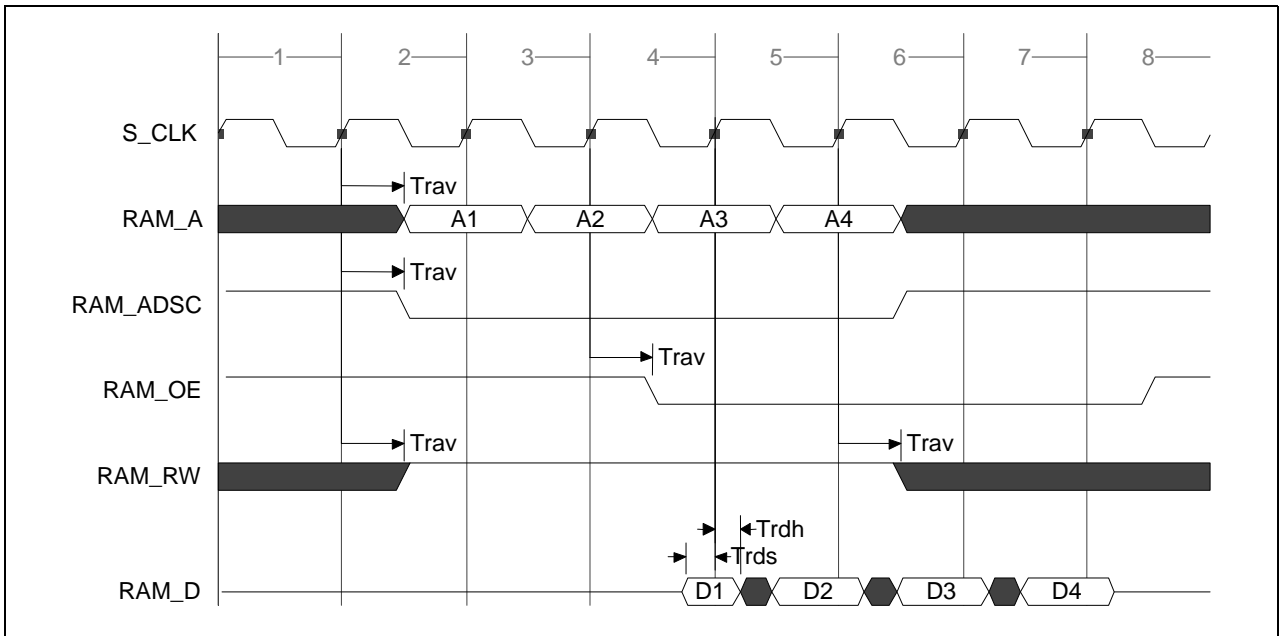 1 2 3 4 5 6 7 8
S_CLK
Trav
RAM_A A1 A2 A3 A4
Trav
RAM_ADSC
Trav
RAM_OE
Trav Trav
RAM_RW
Trdh
Trds
RAM_D D1 D2 D3 D4